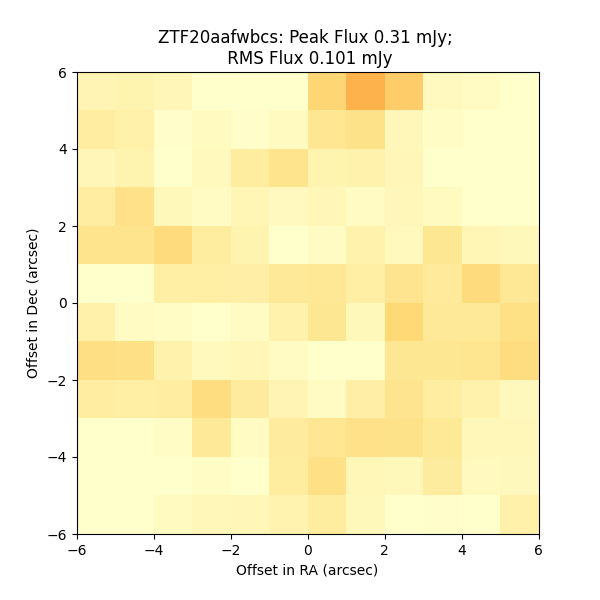 ZTF20aafwbcs: Peak Flux 0.31 mJy;
RMS Flux 0.101 mJy
6
4
2
0
−2
−4
−6
Offset in Dec (arcsec)
−6 −4 −2 0 2 4 6
Offset in RA (arcsec)